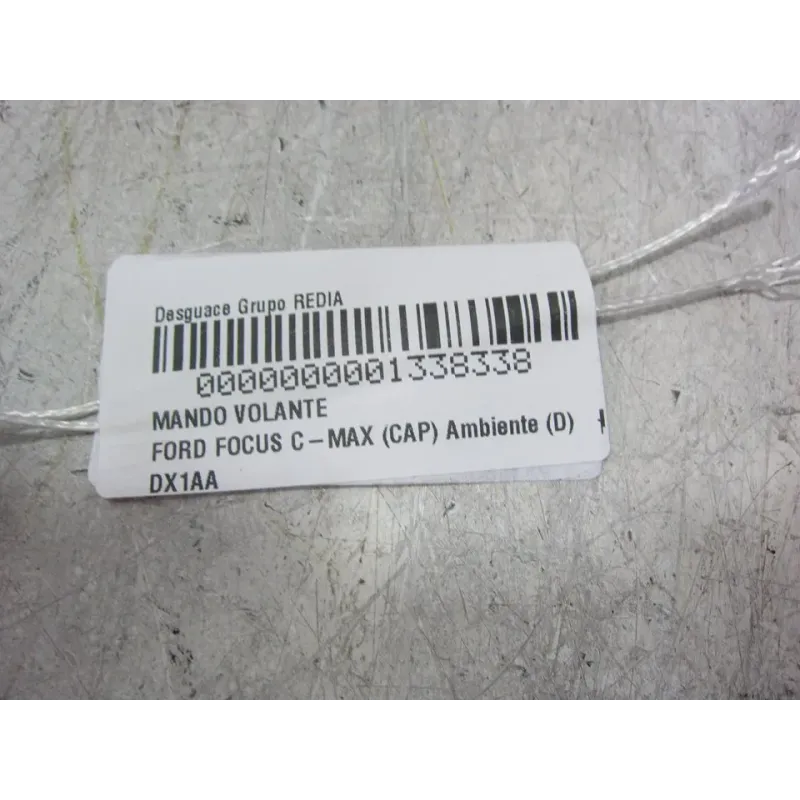 Desguace Grupo REDIA
0000000001338338
MANDO VOLANTE
FORD FOCUS C-MAX (CAP) Ambiente (D)
DX1AA